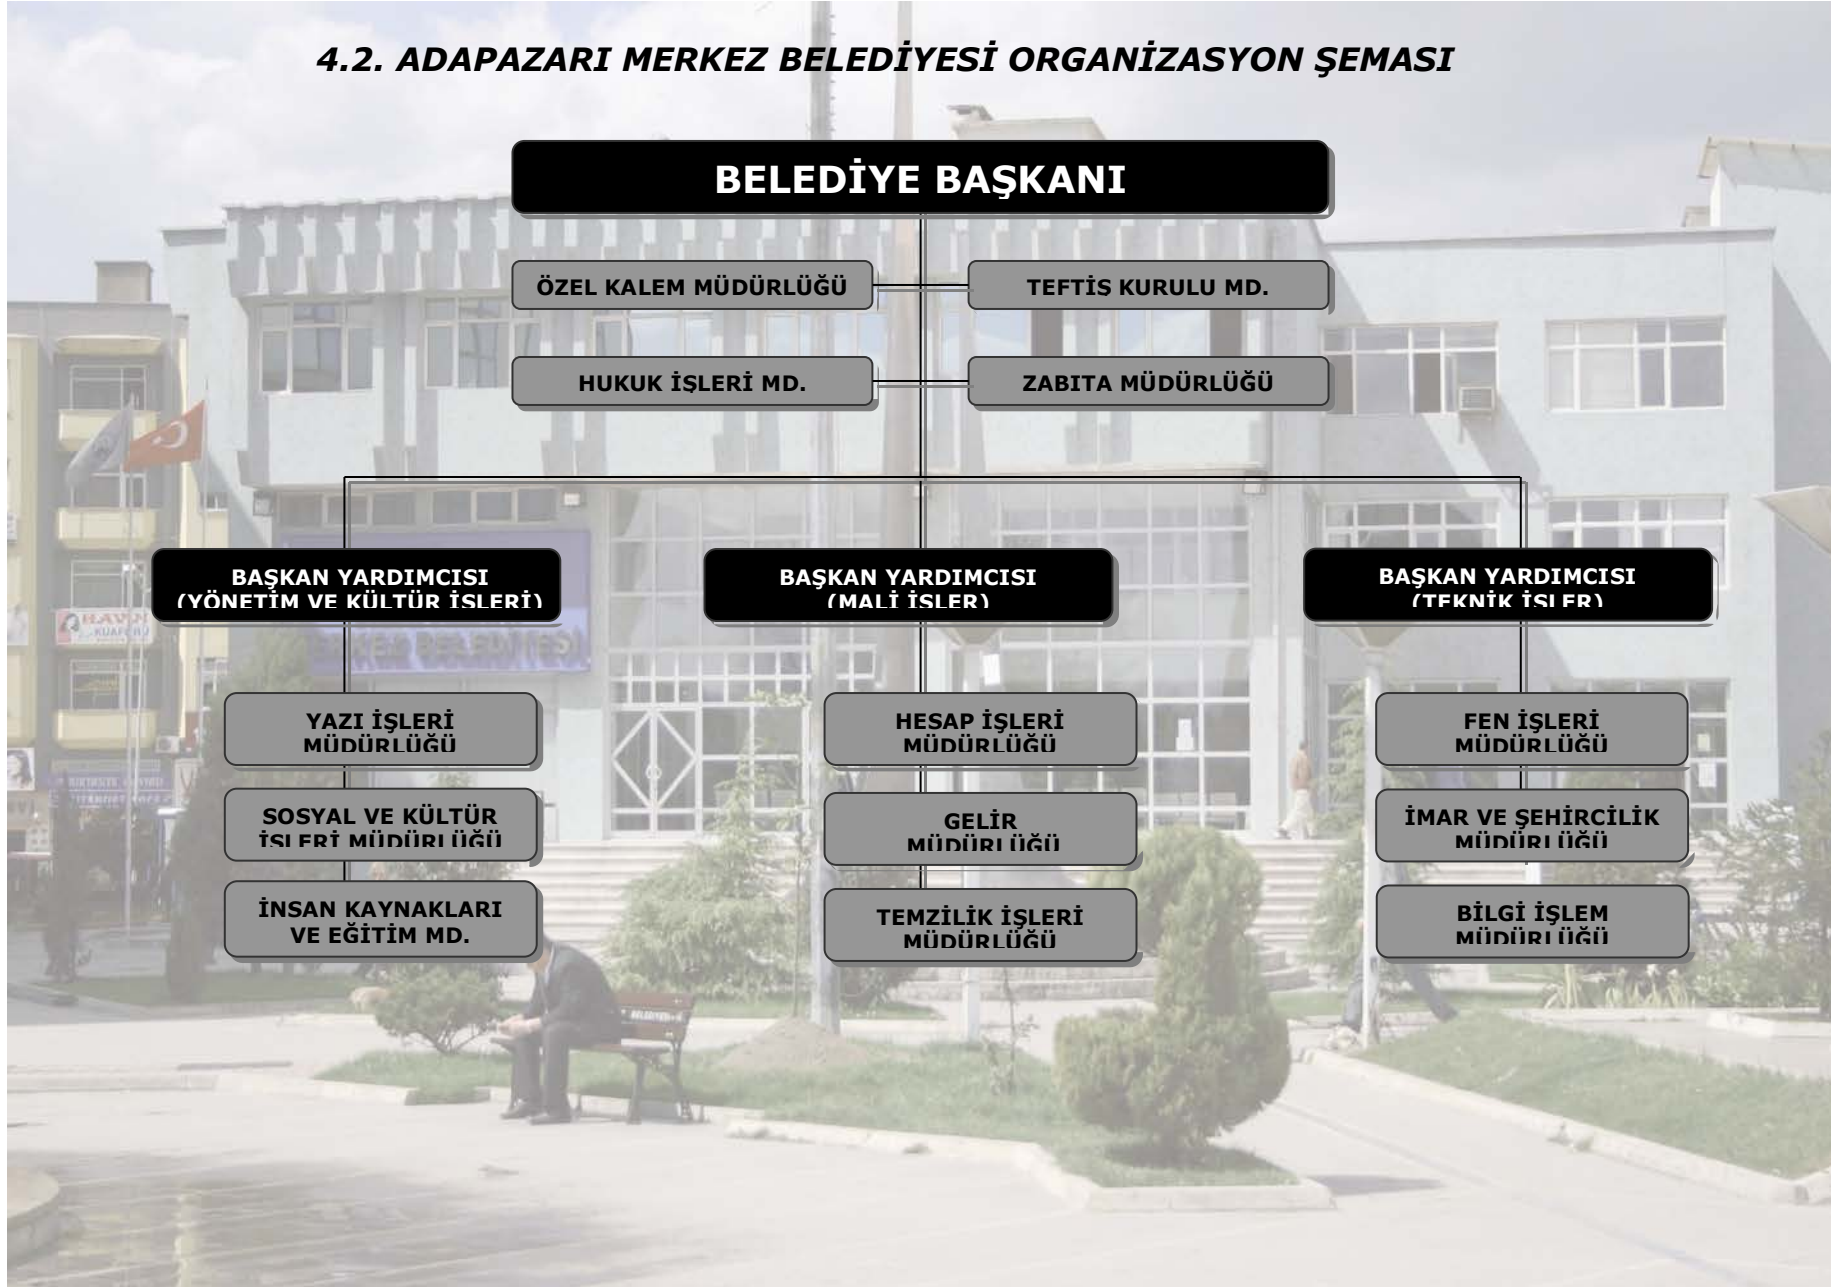 4.2. ADAPAZARI MERKEZ BELEDİYESİ ORGANİZASYON ŞEMASI
BELEDİYE BAŞKANI
ÖZEL KALEM MÜDÜRLÜĞÜ
TEFTİŞ KURULU MD.
HUKUK İŞLERİ MD.
ZABITA MÜDÜRLÜĞÜ
BAŞKAN YARDIMCISI
(YÖNETİM VE KÜLTÜR İŞLERİ)
BAŞKAN YARDIMCISI
(MALİ İŞLER)
BAŞKAN YARDIMCISI
(TEKNİK İŞLER)
MERKEZ BELEDİYESİ
YAZI İŞLERİ
MÜDÜRLÜĞÜ
HESAP İŞLERİ
MÜDÜRLÜĞÜ
FEN İŞLERİ
MÜDÜRLÜĞÜ
SOSYAL VE KÜLTÜR
İŞLERİ MÜDÜRLÜĞÜ
GELİR
MÜDÜRLÜĞÜ
İMAR VE ŞEHİRCİLİK
MÜDÜRLÜĞÜ
İNSAN KAYNAKLARI
VE EĞİTİM MD.
TEMZİLİK İŞLERİ
MÜDÜRLÜĞÜ
BİLGİ İŞLEM
MÜDÜRLÜĞÜ